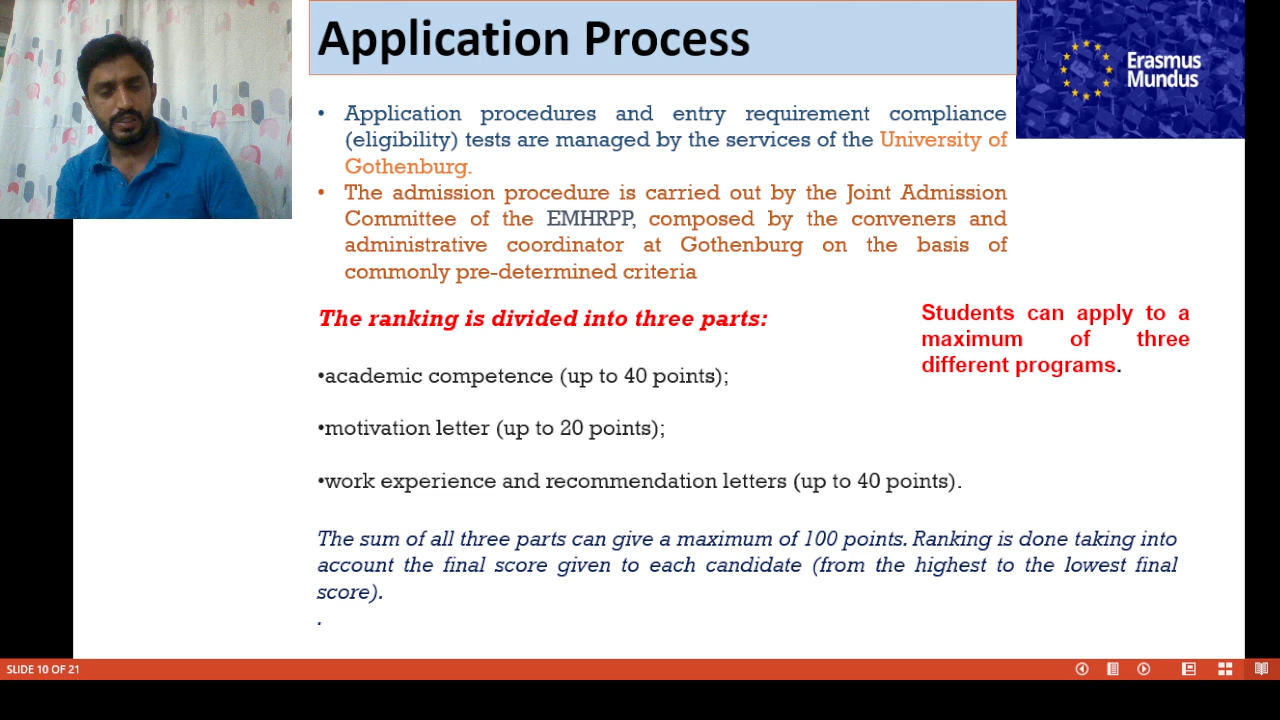 Application Process
Erasmus
Mundus
• Application procedures and entry requirement compliance
(eligibility) tests are managed by the services of the University of
Gothenburg.
• The admission procedure is carried out by the Joint Admission
Committee of the EMHRPP, composed by the conveners and
administrative coordinator at Gothenburg on the basis of
commonly pre-determined criteria
The ranking is divided into three parts:
Students can apply to a
maximum of three
different programs.
•academic competence (up to 40 points);
•motivation letter (up to 20 points);
•work experience and recommendation letters (up to 40 points).
The sum of all three parts can give a maximum of 100 points. Ranking is done taking into
account the final score given to each candidate (from the highest to the lowest final
score).
.
SLIDE 10 OF 21